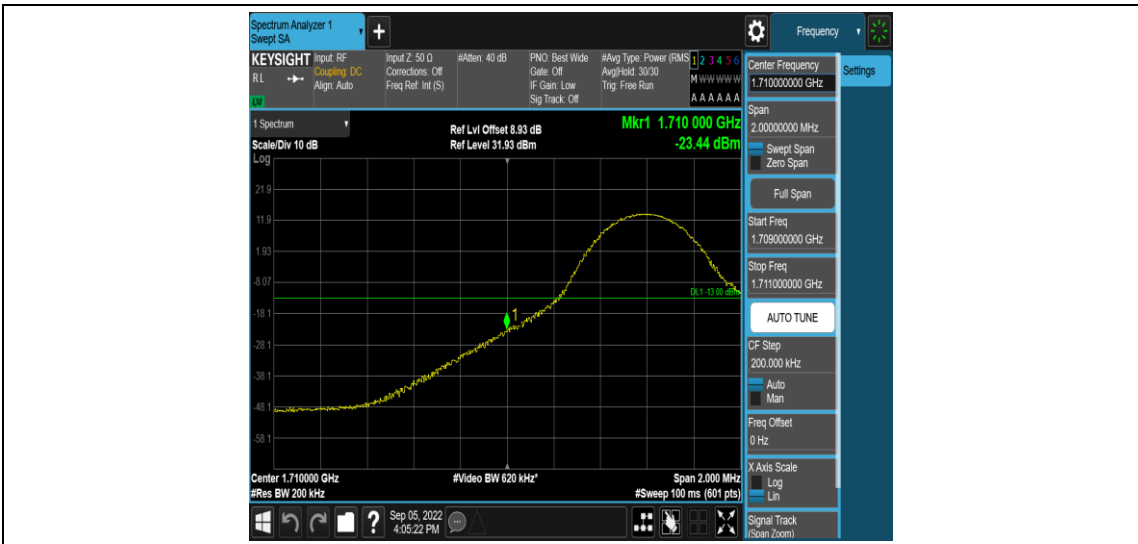 Spectrum Analyzer 1
Swept SA
+
Frequency
KEYSIGHT
RL
LXI
Input: RF
Coupling: DC
Align: Auto
Input Z: 50 Ω
Corrections: Off
Freq Ref: Int (S)
#Atten: 40 dB
PNO: Best Wide
Gate: Off
IF Gain: Low
Sig Track: Off
#Avg Type: Power (RMS
Avg|Hold: 30/30
Trig: Free Run
1 2 3 4 5 6
M W W W W W
A A A A A A
Center Frequency
1.710000000 GHz
Settings
1 Spectrum
Scale/Div 10 dB
Ref Lvl Offset 8.93 dB
Ref Level 31.93 dBm
Mkr1 1.710 000 GHz
-23.44 dBm
Span
2.00000000 MHz
Swept Span
Zero Span
Full Span
Start Freq
1.709000000 GHz
Stop Freq
1.711000000 GHz
AUTO TUNE
CF Step
200.000 kHz
Auto
Man
Freq Offset
0 Hz
X Axis Scale
Log
Lin
Signal Track
(Span Zoom)
Log
21.9
11.9
1.93
-8.07
-18.1
-28.1
-38.1
-48.1
-58.1
DL1 -13.00 dBm
1
Center 1.710000 GHz
#Res BW 200 kHz
#Video BW 620 kHz*
Span 2.000 MHz
#Sweep 100 ms (601 pts)
?
Sep 05, 2022
4:05:22 PM